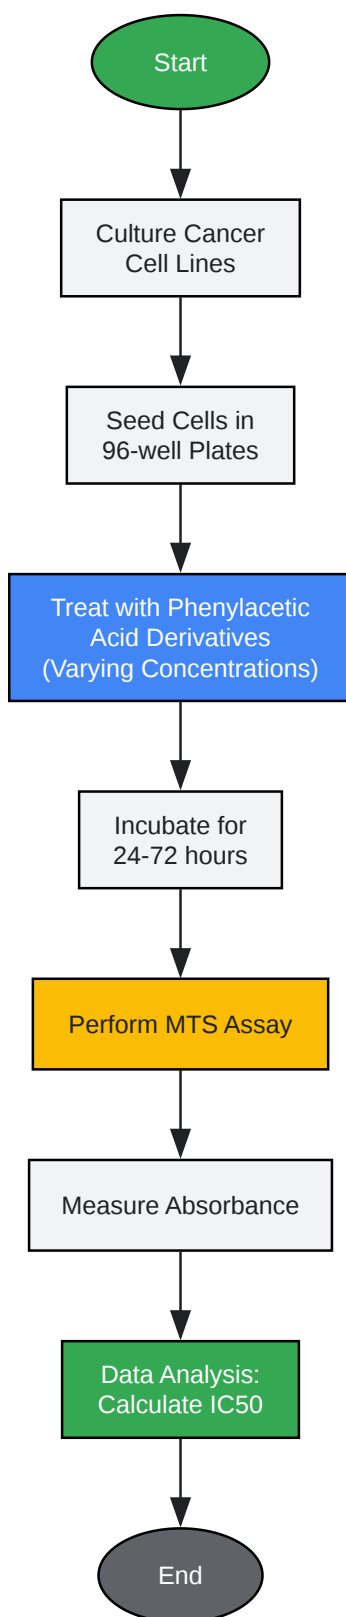 Start
Culture Cancer
Cell Lines
Seed Cells in
96-well Plates
Treat with Phenylacetic
Acid Derivatives
(Varying Concentrations)
Incubate for
24-72 hours
Perform MTS Assay
Measure Absorbance
Data Analysis:
Calculate IC50
End